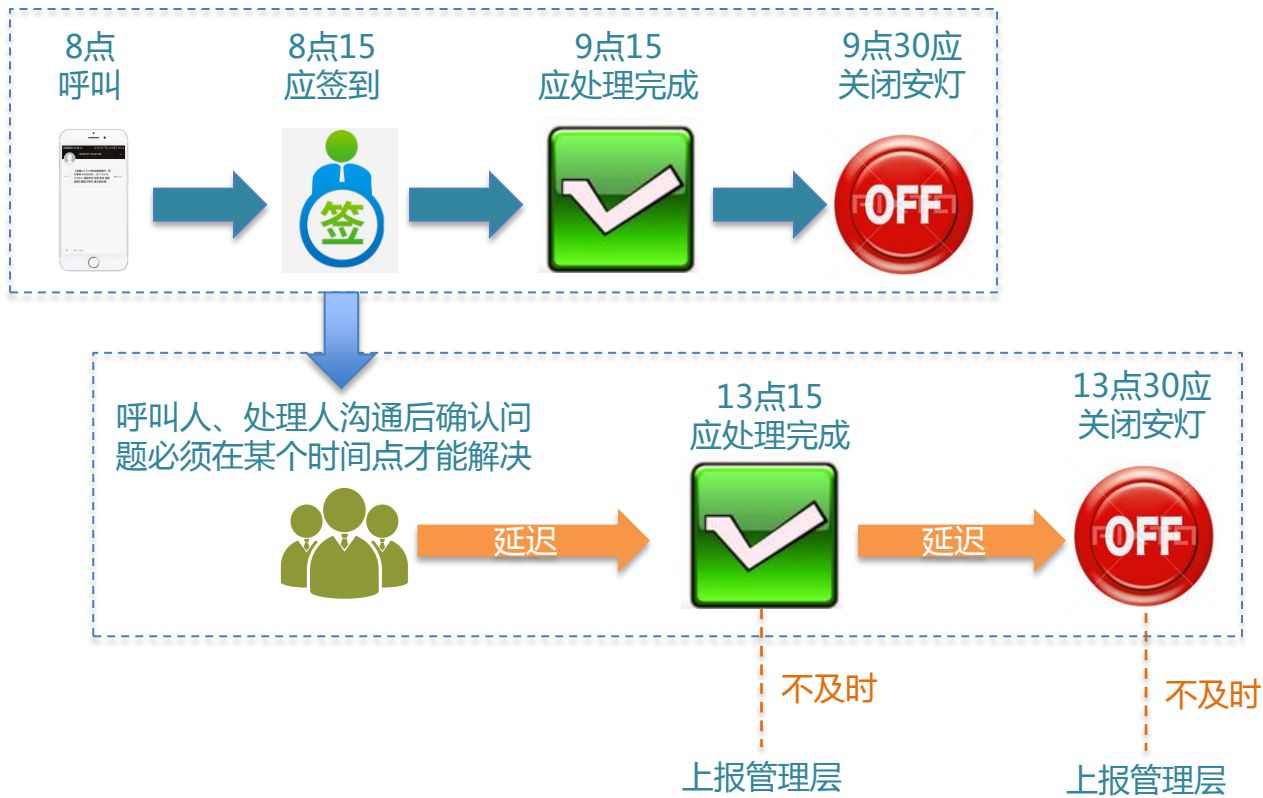 8点
呼叫
8点15
应签到
9点15
应处理完成
9点30应
关闭安灯
签
OFF
呼叫人、处理人沟通后确认问
题必须在某个时间点才能解决
延迟
13点15
应处理完成
延迟
13点30应
关闭安灯
OFF
不及时
不及时
上报管理层
上报管理层